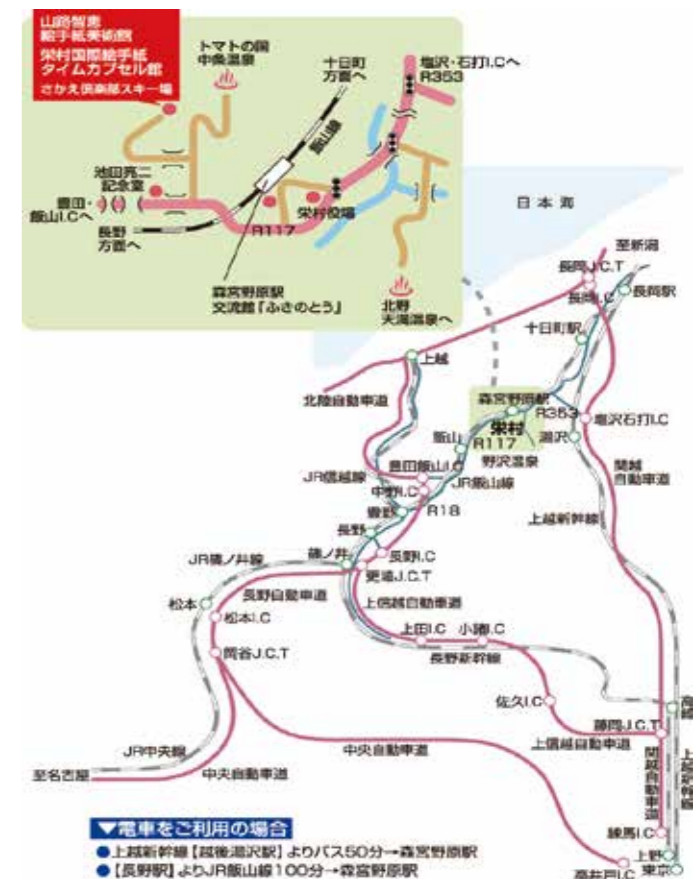 山路智恵
絵手紙美術館
栄村国際絵手紙
タイムカプセル館
さかえ倶楽部スキー場
トマトの国
中条温泉
十日町
方面へ
塩沢・石打I.Cへ
R353
飯山線
池田亮二
記念室
豊田・
飯山I.Cへ
長野
方面へ
R117
栄村役場
森宮野原駅
交流館「ふきのとう」
北野
天満温泉へ
日本海
至新潟
長岡J.C.T
長岡I.C
長岡駅
十日町駅
上越
北陸自動車道
森宮野原駅
R353
塩沢石打I.C
栄村
飯山
R117
湯沢
野沢温泉
豊田飯山I.C
関越
自動車道
JR信越線
中野I.C
JR飯山線
豊野
R18
上越新幹線
長野
長野I.C
篠ノ井
JR篠ノ井線
更埴J.C.T
長野自動車道
上信越自動車道
松本
松本I.C
上田I.C
小諸I.C
岡谷J.C.T
長野新幹線
佐久I.C
高崎
藤岡J.C.T
上信越自動車道
JR中央線
中央自動車道
至名古屋
中央自動車道
関越自動車道
上越新幹線
練馬I.C
上野
東京
高井戸I.C
▼電車をご利用の場合
●上越新幹線【越後湯沢駅】よりバス50分→森宮野原駅
●【長野駅】よりJR飯山線100分→森宮野原駅